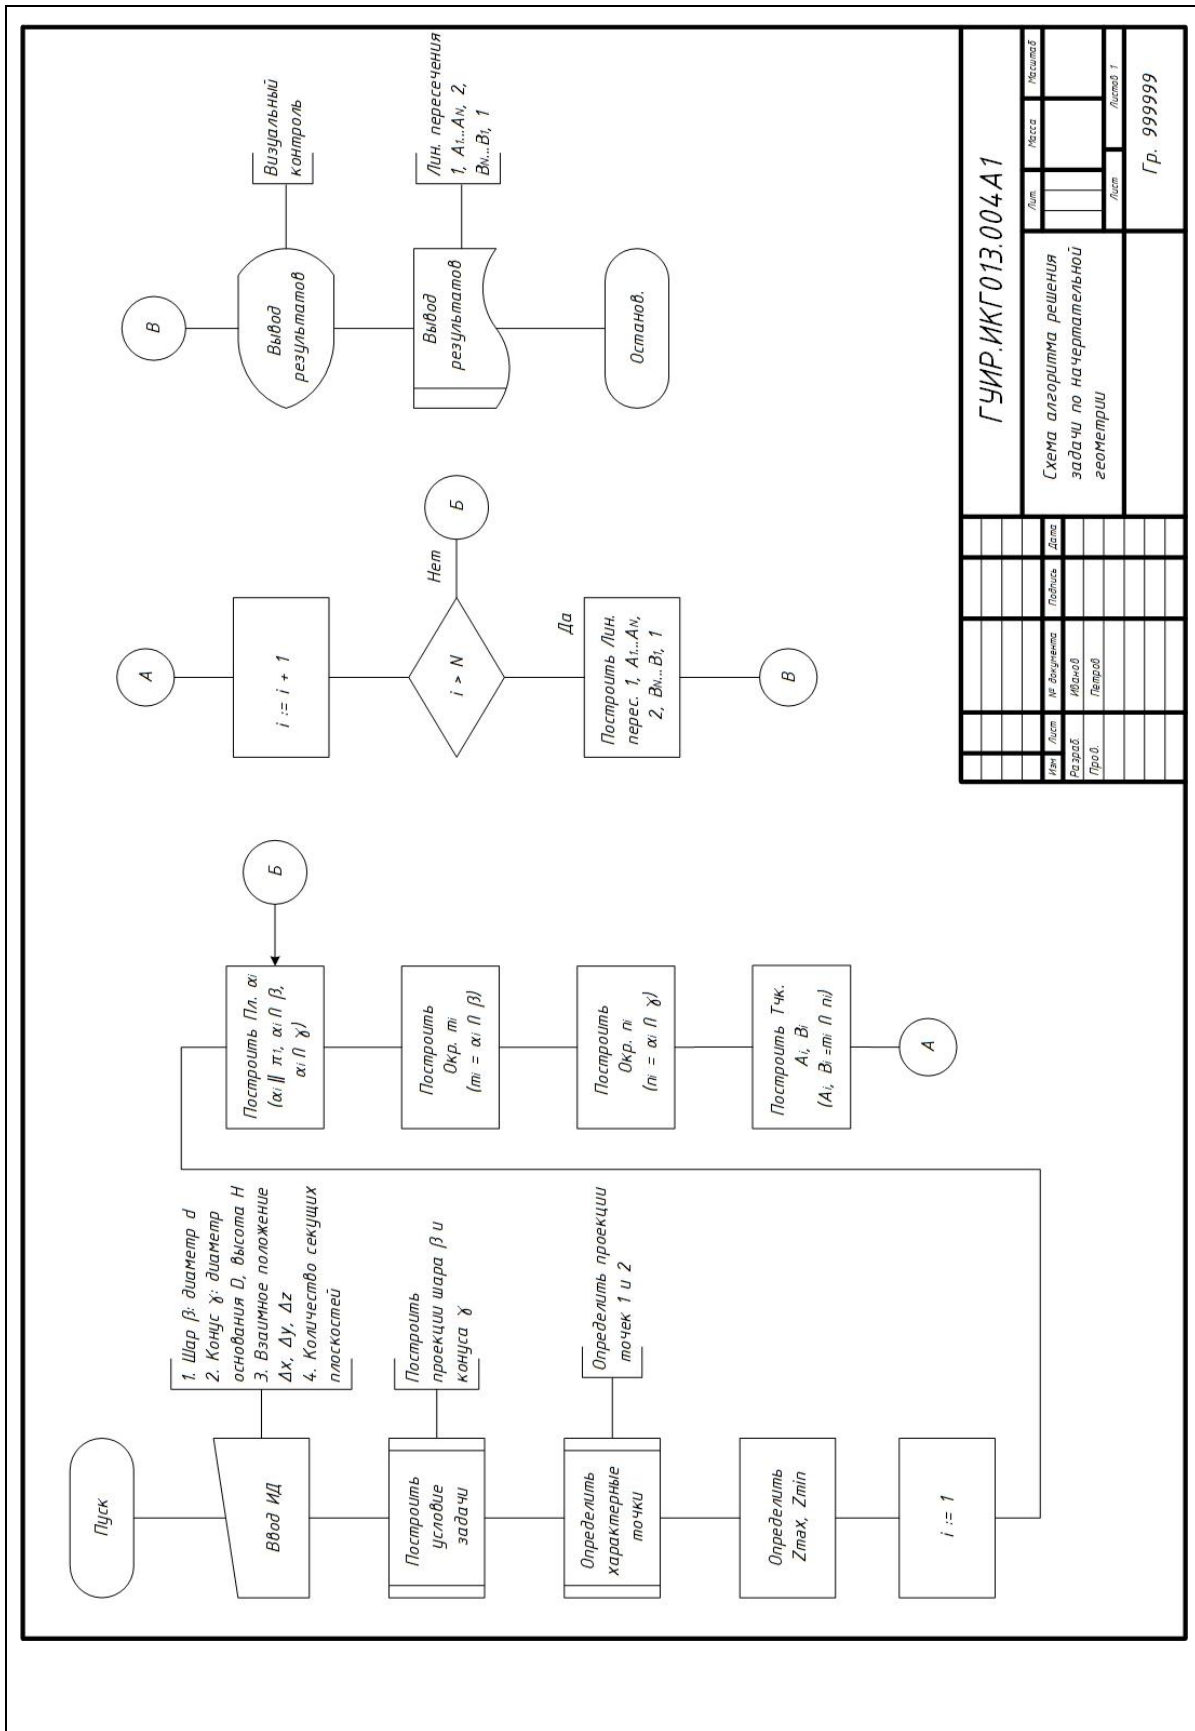 Пуск
Ввод ИД
1. Шар β: диаметр d
2. Конус ɣ: диаметр
основания D, высота H
3. Взаимное положение
Δx, Δy, Δz
4. Количество секущих
плоскостей
Построить
условие
задачи
Построить
проекции шара β и
конуса ɣ
Определить
характерные
точки
Определить проекции
точек 1 и 2
Определить
Zmax, Zmin
i := 1
Построить Пл. αi
(αi || π1, αi ∩ β,
αi ∩ ɣ)
Б
Построить
Окр. mi
(mi = αi ∩ β)
Построить
Окр. ni
(ni = αi ∩ ɣ)
Построить Тчк.
Ai, Bi
(Ai, Bi =mi ∩ ni)
А
А
i := i + 1
i > N
Нет
Б
Да
Построить Лин.
перес. 1, A1...AN,
2, BN...B1, 1
В
В
Вывод
результатов
Визуальный
контроль
Вывод
результатов
Лин. пересечения
1, A1...AN, 2,
BN...B1, 1
Останов.
ГУИР.ИКГ013.004А1
Изм Лист № документа Подпись Дата
Разраб. Иванов
Пров. Петров
Схема алгоритма решения
задачи по начертательной
геометрии
Лит. Масса Масштаб
Лист Листов 1
Гр. 999999